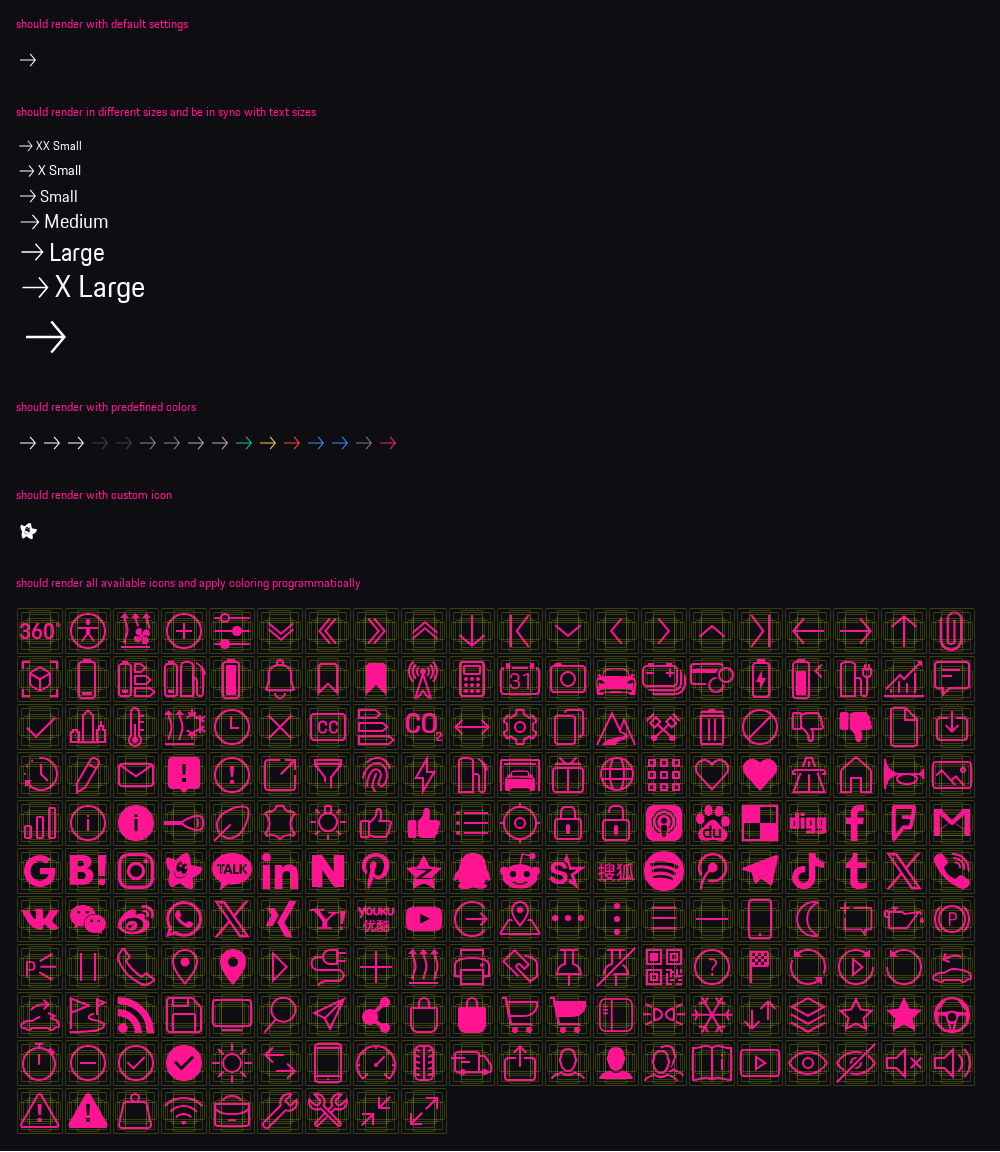 should render with default settings
should render in different sizes and be in sync with text sizes
XX Small
X Small
Small
Medium
Large
X Large
should render with predefined colors
should render with custom icon
should render all available icons and apply coloring programmatically
360°
31
CC
CO2
du
digg
G B! TALK in N 搜狐 t X
X Y! YOUKU 优酷 P
P
?